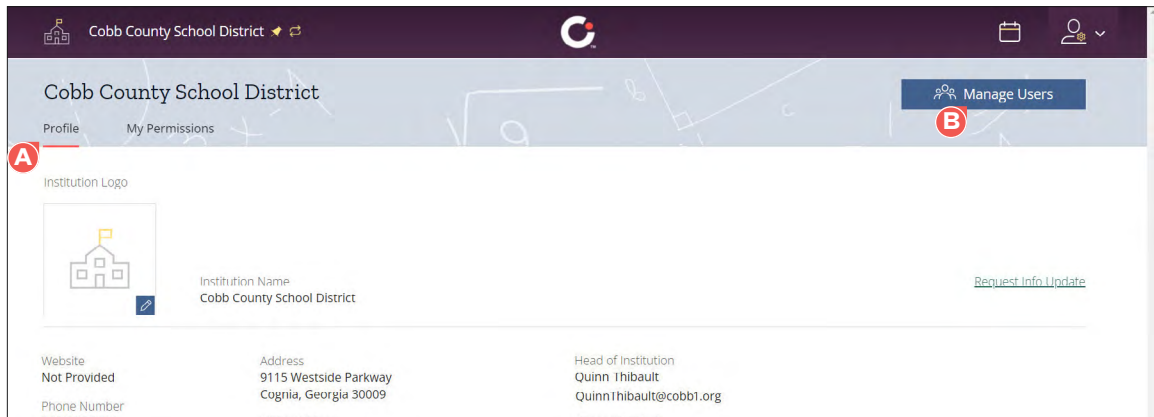 Cobb County School District
Cobb County School District
Manage Users
Profile My Permissions
B
A
Institution Logo
Institution Name
Cobb County School District
Request Info Update
Website
Not Provided
Address
9115 Westside Parkway
Cognia, Georgia 30009
Head of Institution
Quinn Thibault
QuinnThibault@cobb1.org
Phone Number